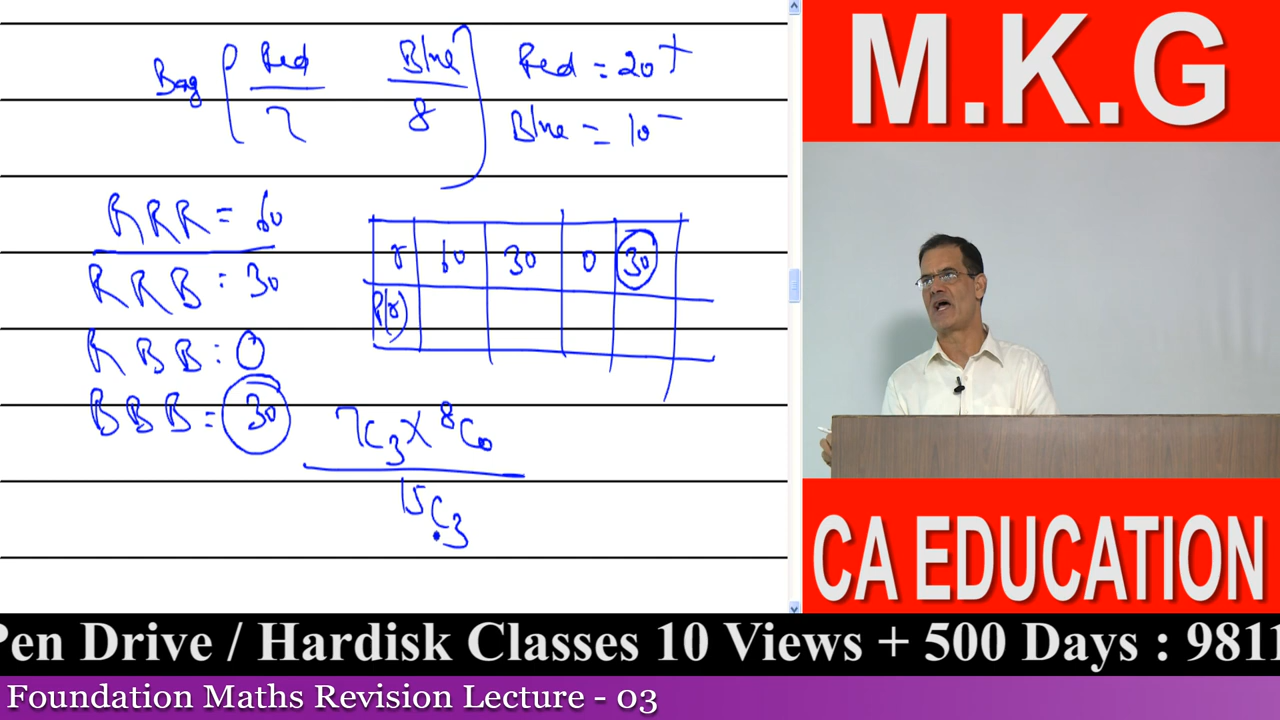 Bag Red Blue
7 8
Red = 20 +
Blue = 10 -
RRR = 60
RRB = 30
RBB = 0
BBB = 30
x 60 30 0 30
P(x)
7C3 X 8C0
15C3
M.K.G
CA EDUCATION
Pen Drive / Hardisk Classes 10 Views + 500 Days : 9811
Foundation Maths Revision Lecture - 03